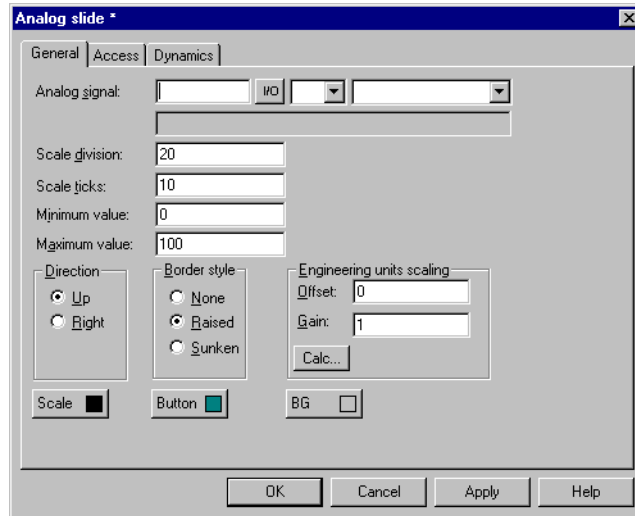 Analog slide *
General Access Dynamics
Analog signal: I/O
Scale division: 20
Scale ticks: 10
Minimum value: 0
Maximum value: 100
Direction Border style Engineering units scaling
Up None Offset: 0
Right Raised Gain: 1
Sunken Calc...
Scale Button BG
OK Cancel Apply Help